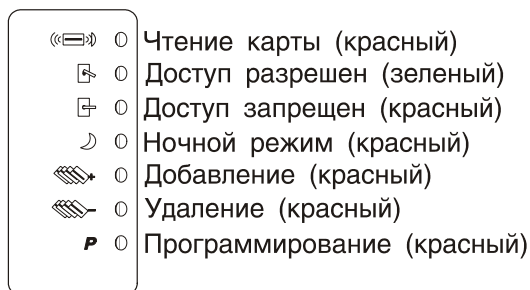 Чтение карты (красный)
Доступ разрешен (зеленый)
Доступ запрещен (красный)
Ночной режим (красный)
Добавление (красный)
Удаление (красный)
P Программирование (красный)